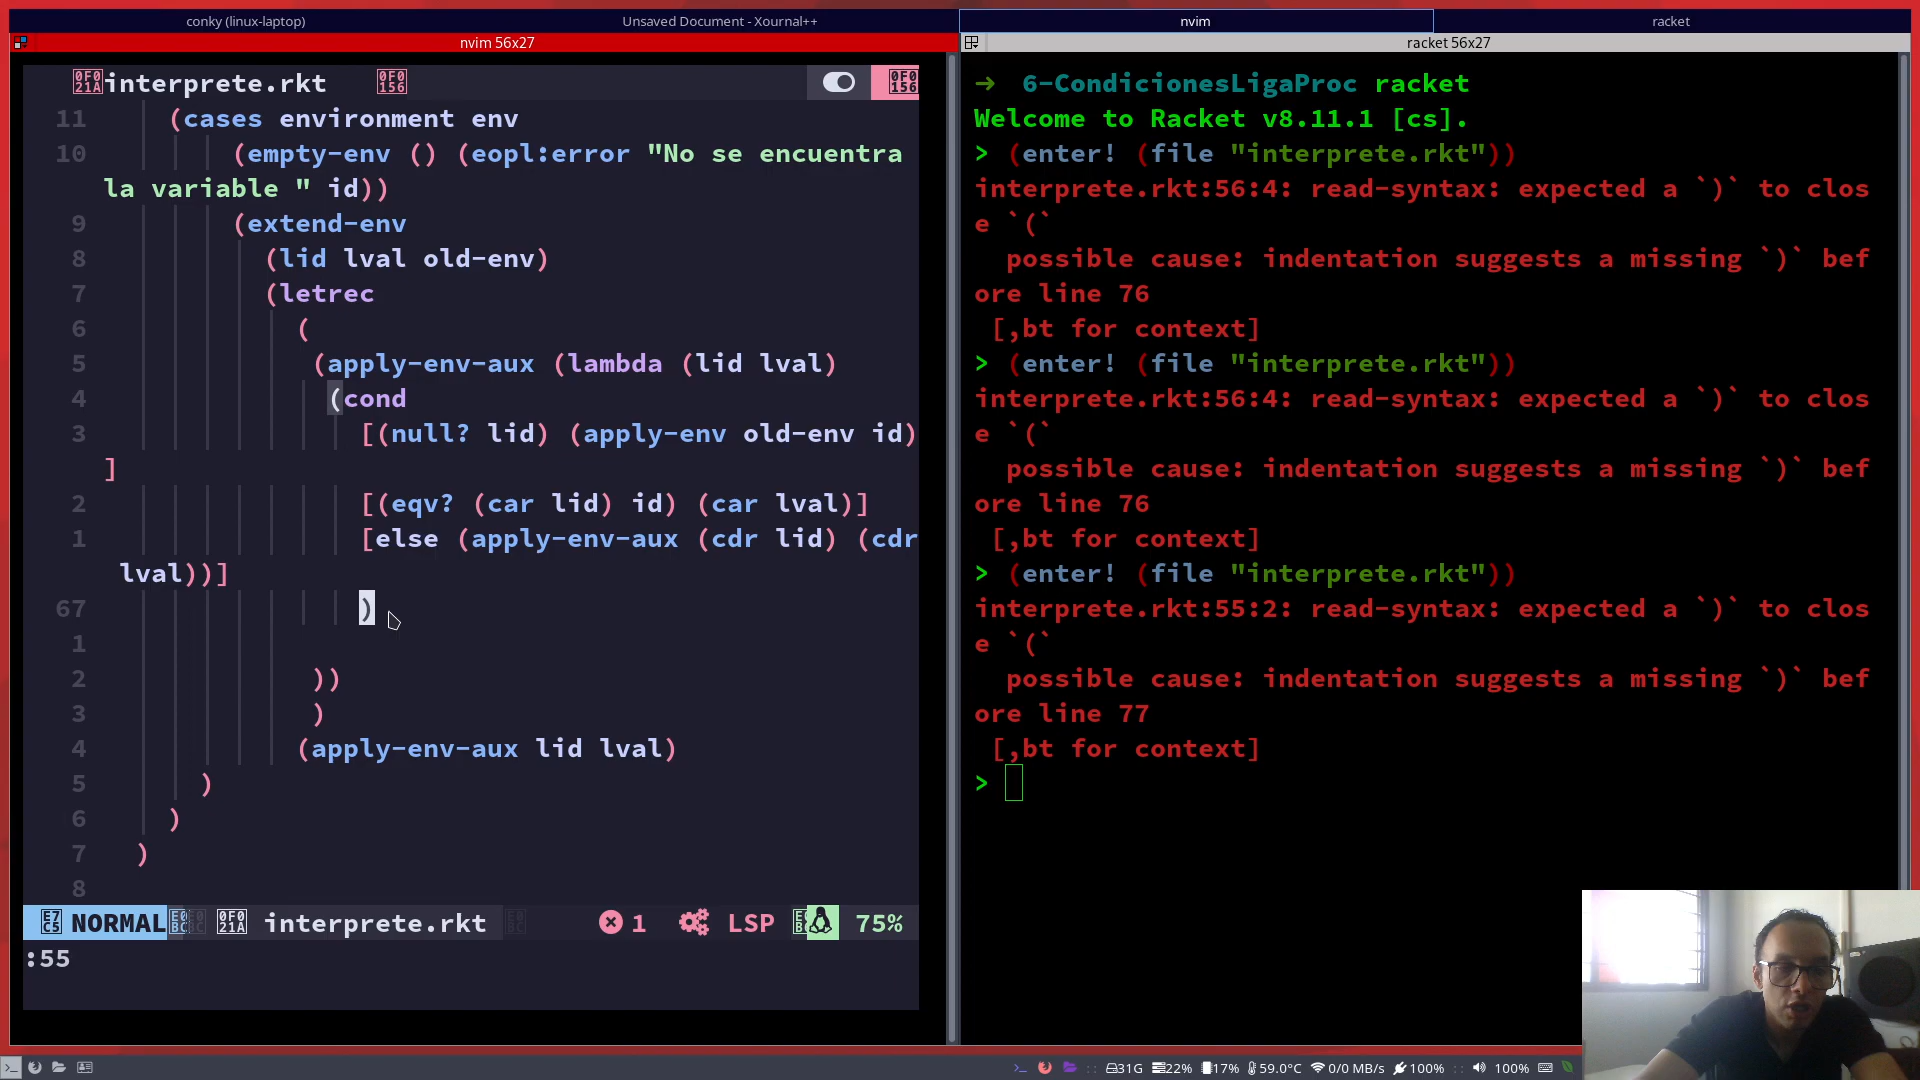 conky (linux-laptop)
Unsaved Document - Xournal++
nvim
racket
nvim 56x27
racket 56x27
interprete.rkt
11 (cases environment env
10 (empty-env () (eopl:error "No se encuentra
la variable " id))
9 (extend-env
8 (lid lval old-env)
7 (letrec
6 (
5 (apply-env-aux (lambda (lid lval)
4 (cond
3 [(null? lid) (apply-env old-env id)
]
2 [(eqv? (car lid) id) (car lval)]
1 [else (apply-env-aux (cdr lid) (cdr
lval))]
67 )
1
2 ))
3 )
4 (apply-env-aux lid lval)
5 )
6 )
7 )
8
NORMAL interprete.rkt 1 LSP 75%
:55
→ 6-CondicionesLigaProc racket
Welcome to Racket v8.11.1 [cs].
> (enter! (file "interprete.rkt"))
interprete.rkt:56:4: read-syntax: expected a `)` to clos
e `(`
possible cause: indentation suggests a missing `)` bef
ore line 76
[,bt for context]
> (enter! (file "interprete.rkt"))
interprete.rkt:56:4: read-syntax: expected a `)` to clos
e `(`
possible cause: indentation suggests a missing `)` bef
ore line 76
[,bt for context]
> (enter! (file "interprete.rkt"))
interprete.rkt:55:2: read-syntax: expected a `)` to clos
e `(`
possible cause: indentation suggests a missing `)` bef
ore line 77
[,bt for context]
>
31G 22% 17% 59.0°C 0/0 MB/s 100% 100%